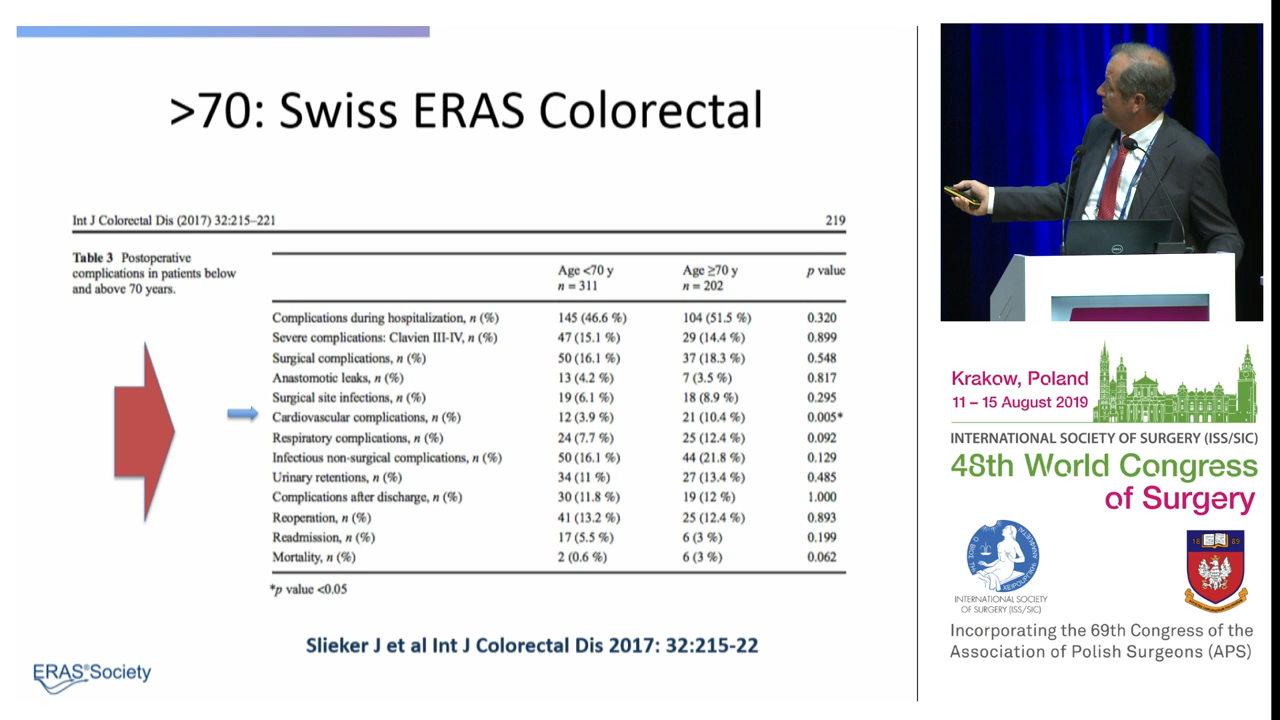 >70: Swiss ERAS Colorectal
Int J Colorectal Dis (2017) 32:215–221 219
Table 3 Postoperative
complications in patients below
and above 70 years.
Age <70 y Age ≥70 y p value
n = 311 n = 202
Complications during hospitalization, n (%) 145 (46.6 %) 104 (51.5 %) 0.320
Severe complications: Clavien III-IV, n (%) 47 (15.1 %) 29 (14.4 %) 0.899
Surgical complications, n (%) 50 (16.1 %) 37 (18.3 %) 0.548
Anastomotic leaks, n (%) 13 (4.2 %) 7 (3.5 %) 0.817
Surgical site infections, n (%) 19 (6.1 %) 18 (8.9 %) 0.295
Cardiovascular complications, n (%) 12 (3.9 %) 21 (10.4 %) 0.005*
Respiratory complications, n (%) 24 (7.7 %) 25 (12.4 %) 0.092
Infectious non-surgical complications, n (%) 50 (16.1 %) 44 (21.8 %) 0.129
Urinary retentions, n (%) 34 (11 %) 27 (13.4 %) 0.485
Complications after discharge, n (%) 30 (11.8 %) 19 (12 %) 1.000
Reoperation, n (%) 41 (13.2 %) 25 (12.4 %) 0.893
Readmission, n (%) 17 (5.5 %) 6 (3 %) 0.199
Mortality, n (%) 2 (0.6 %) 6 (3 %) 0.062
*p value <0.05
Slieker J et al Int J Colorectal Dis 2017: 32:215-22
ERAS®Society
Krakow, Poland
11 – 15 August 2019
INTERNATIONAL SOCIETY OF SURGERY (ISS/SIC)
48th World Congress
of Surgery
18 89
INTERNATIONAL SOCIETY
OF SURGERY (ISS/SIC)
Incorporating the 69th Congress of the
Association of Polish Surgeons (APS)